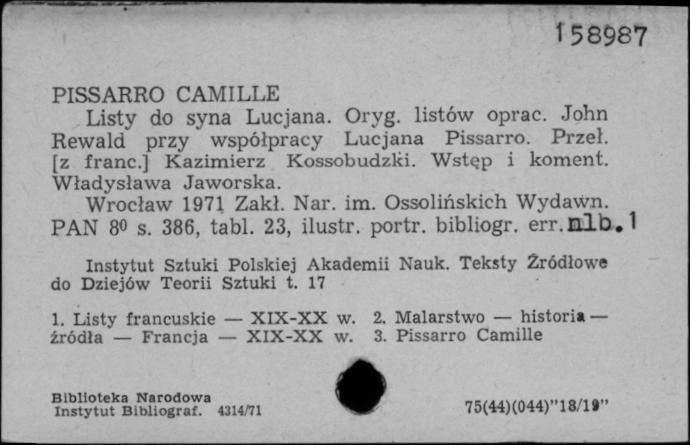 158987
PISSARRO CAMILLE
Listy do syna Lucjana. Oryg. listów oprac. John
Rewald przy współpracy Lucjana Pissarro. Przeł.
[z franc.] Kazimierz Kossobudzki. Wstęp i koment.
Władysława Jaworska.
Wrocław 1971 Zakł. Nar. im. Ossolińskich Wydawn.
PAN 8⁰ s. 386, tabl. 23, ilustr. portr. bibliogr. err. nlb. 1
Instytut Sztuki Polskiej Akademii Nauk. Teksty Źródłowe
do Dziejów Teorii Sztuki t. 17
1. Listy francuskie — XIX-XX w. 2. Malarstwo — historia —
źródła — Francja — XIX-XX w. 3. Pissarro Camille
Biblioteka Narodowa
Instytut Bibliograf. 4314/71
75(44)(044)"18/19"